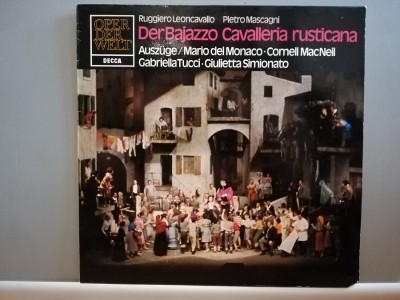 OPER
DER
WELT
DECCA
Ruggiero Leoncavallo Pietro Mascagni
Der Bajazzo Cavalleria rusticana
Auszüge/Mario del Monaco·Cornell MacNeil
Gabriella Tucci·Giulietta Simionato